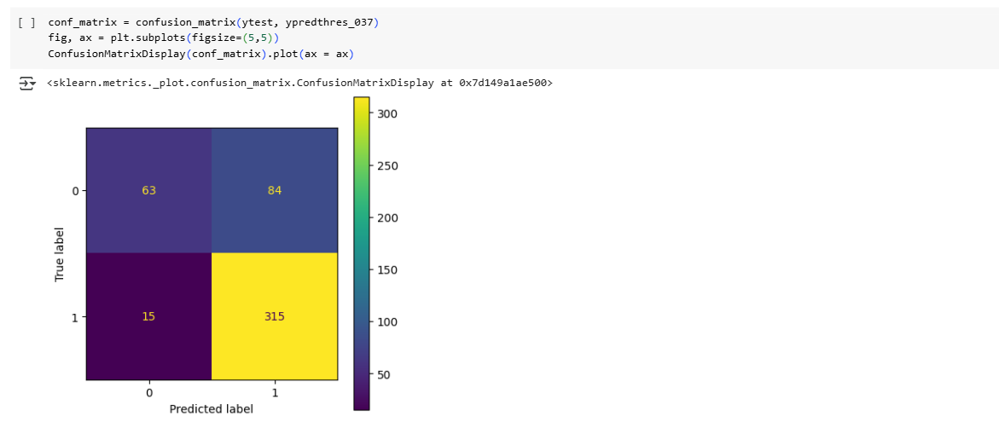 [ ] conf_matrix = confusion_matrix(ytest, ypredthres_037)
fig, ax = plt.subplots(figsize=(5,5))
ConfusionMatrixDisplay(conf_matrix).plot(ax = ax)
<sklearn.metrics._plot.confusion_matrix.ConfusionMatrixDisplay at 0x7d149a1ae500>
300
250
200
150
100
50
0
63 84
True label
1
15 315
0 1
Predicted label